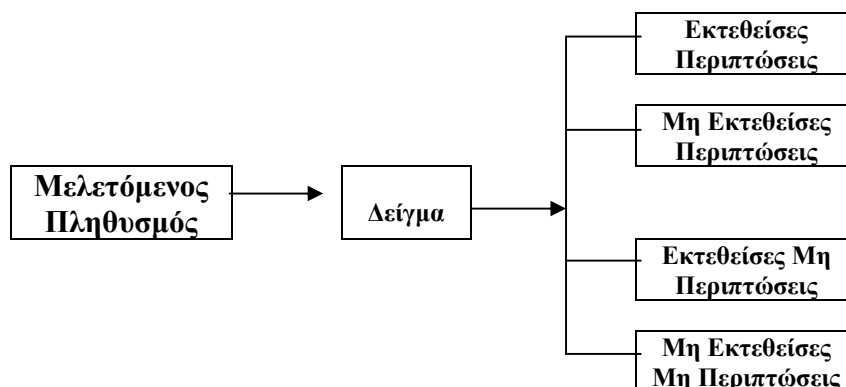 Εκτεθείσες
Περιπτώσεις
Μη Εκτεθείσες
Περιπτώσεις
Μελετόμενος
Πληθυσμός
Δείγμα
Εκτεθείσες Μη
Περιπτώσεις
Μη Εκτεθείσες
Μη Περιπτώσεις